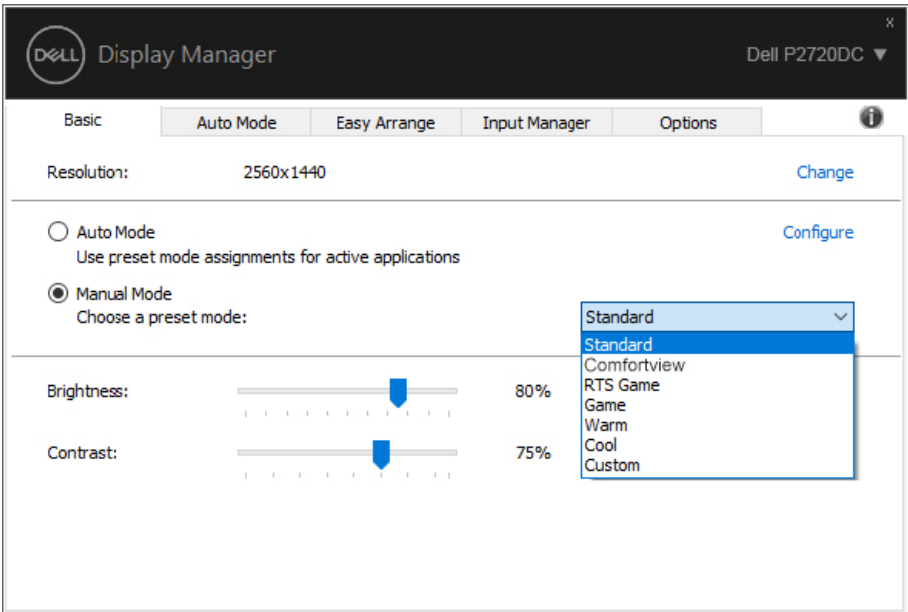 x
DELL Display Manager
Dell P2720DC ▼
Basic Auto Mode Easy Arrange Input Manager Options i
Resolution: 2560x1440 Change
Auto Mode Configure
Use preset mode assignments for active applications
Manual Mode
Choose a preset mode: Standard
Standard
Comfortview
RTS Game
Game
Warm
Cool
Custom
Brightness: 80%
Contrast: 75%